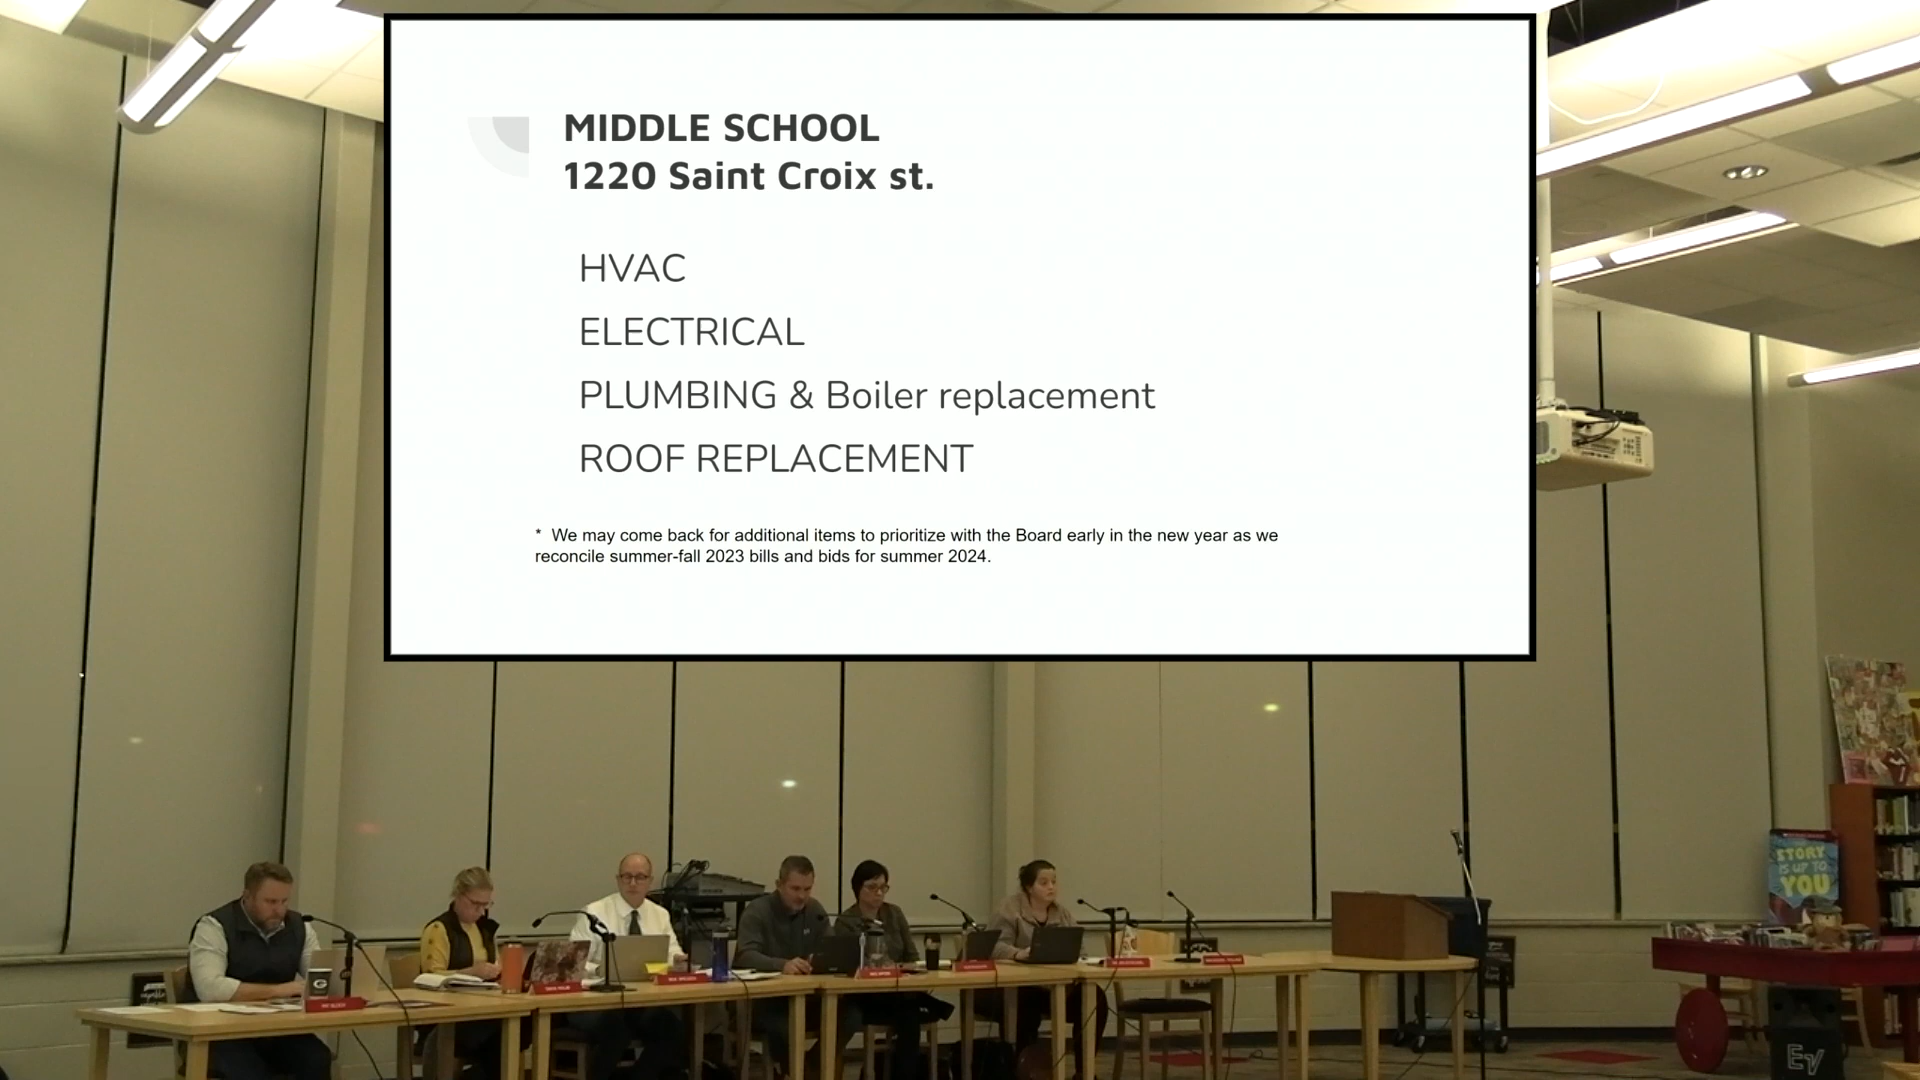 MIDDLE SCHOOL
1220 Saint Croix st.
HVAC
ELECTRICAL
PLUMBING & Boiler replacement
ROOF REPLACEMENT
* We may come back for additional items to prioritize with the Board early in the new year as we
reconcile summer-fall 2023 bills and bids for summer 2024.
STORY
IS UP TO
YOU
G
EV